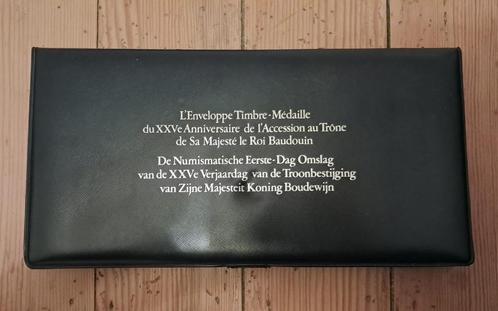 L'Enveloppe Timbre-Médaille
du XXVe Anniversaire de l'Accession au Trône
de Sa Majesté le Roi Baudouin
De Numismatische Eerste-Dag Omslag
van de XXVe Verjaardag van de Troonbestijging
van Zijne Majesteit Koning Boudewijn